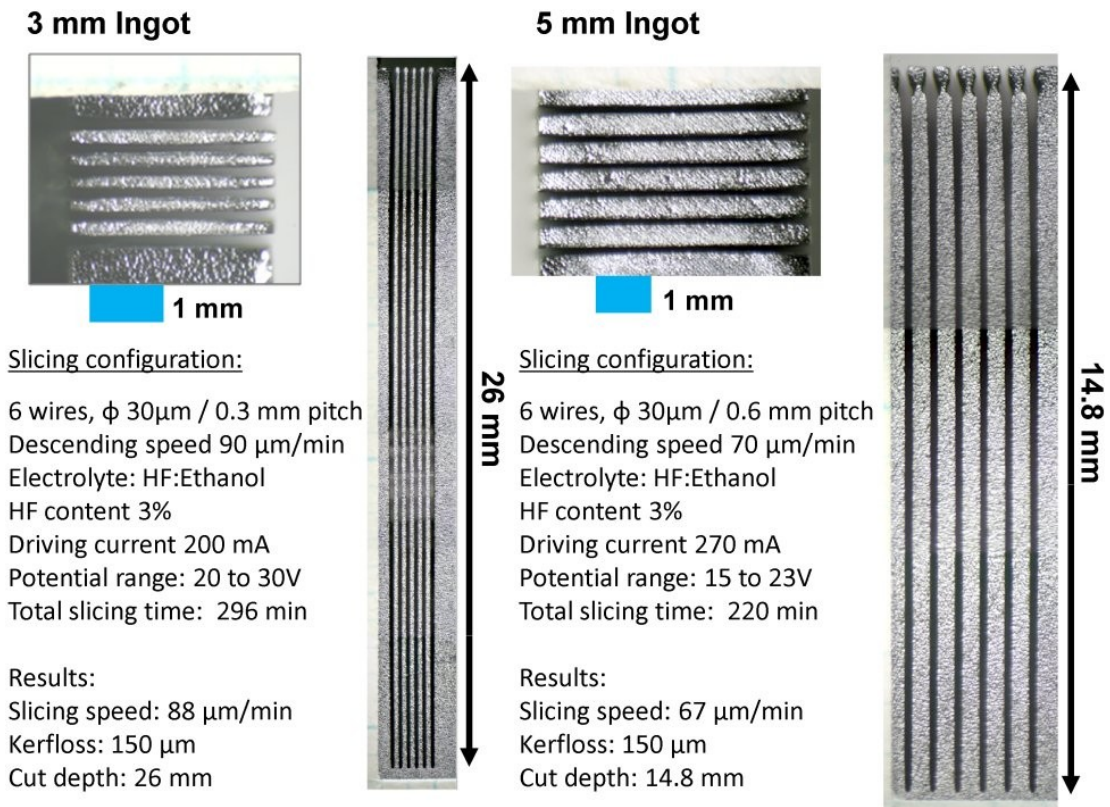 3 mm Ingot
1 mm
Slicing configuration:
6 wires, ϕ 30µm / 0.3 mm pitch
Descending speed 90 µm/min
Electrolyte: HF:Ethanol
HF content 3%
Driving current 200 mA
Potential range: 20 to 30V
Total slicing time: 296 min
Results:
Slicing speed: 88 µm/min
Kerfloss: 150 µm
Cut depth: 26 mm
26 mm
5 mm Ingot
1 mm
Slicing configuration:
6 wires, ϕ 30µm / 0.6 mm pitch
Descending speed 70 µm/min
Electrolyte: HF:Ethanol
HF content 3%
Driving current 270 mA
Potential range: 15 to 23V
Total slicing time: 220 min
Results:
Slicing speed: 67 µm/min
Kerfloss: 150 µm
Cut depth: 14.8 mm
14.8 mm